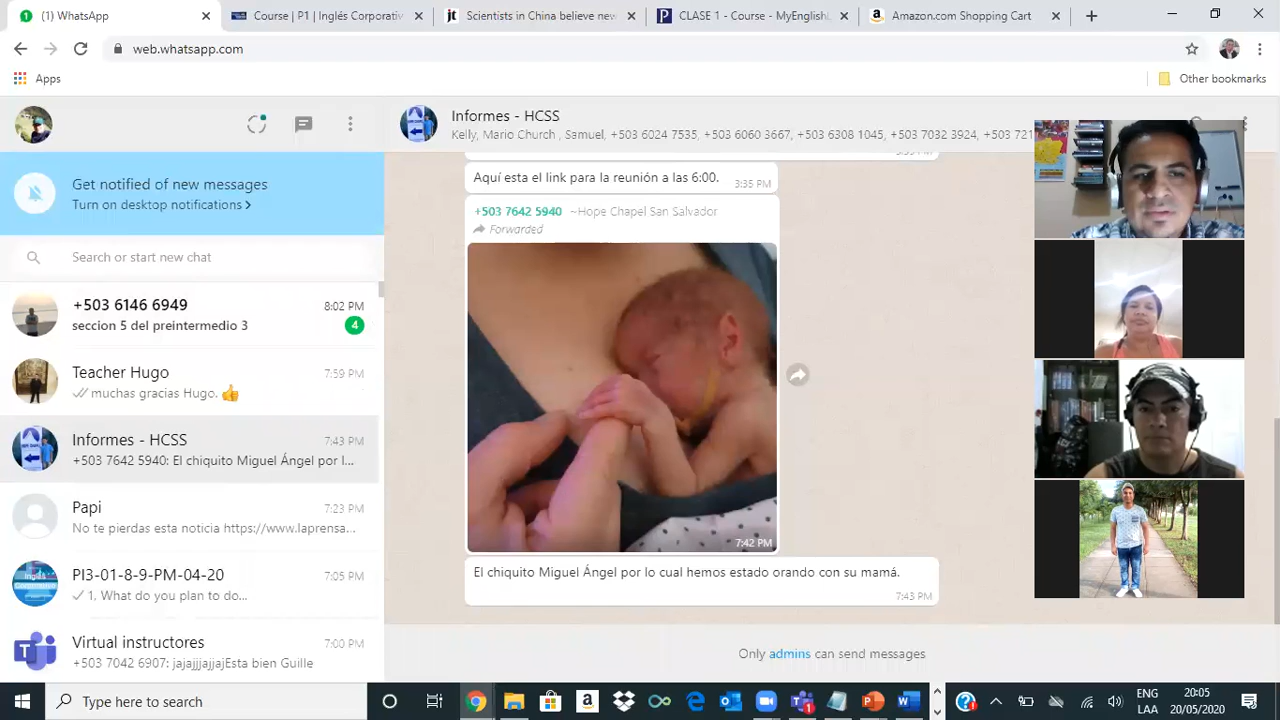 (1) WhatsApp
Course | P1 | Inglés Corporativ
Scientists in China believe new
CLASE 1 - Course - MyEnglishL
Amazon.com Shopping Cart
web.whatsapp.com
Apps
Other bookmarks
Informes - HCSS
Kelly, Mario Church , Samuel, +503 6024 7535, +503 6060 3667, +503 6308 1045, +503 7032 3924, +503 721
Get notified of new messages
Turn on desktop notifications >
Search or start new chat
+503 6146 6949
8:02 PM
seccion 5 del preintermedio 3
4
Teacher Hugo
7:59 PM
muchas gracias Hugo. 👍
Informes - HCSS
7:43 PM
+503 7642 5940: El chiquito Miguel Ángel por l...
Papi
7:23 PM
No te pierdas esta noticia https://www.laprensa...
PI3-01-8-9-PM-04-20
7:05 PM
1. What do you plan to do...
Virtual instructores
7:00 PM
+503 7042 6907: jajajjjajjajEsta bien Guille
Aquí esta el link para la reunión a las 6:00.
3:35 PM
+503 7642 5940 ~Hope Chapel San Salvador
Forwarded
7:42 PM
El chiquito Miguel Ángel por lo cual hemos estado orando con su mamá.
7:43 PM
Only admins can send messages
Type here to search
ENG
LAA
20:05
20/05/2020